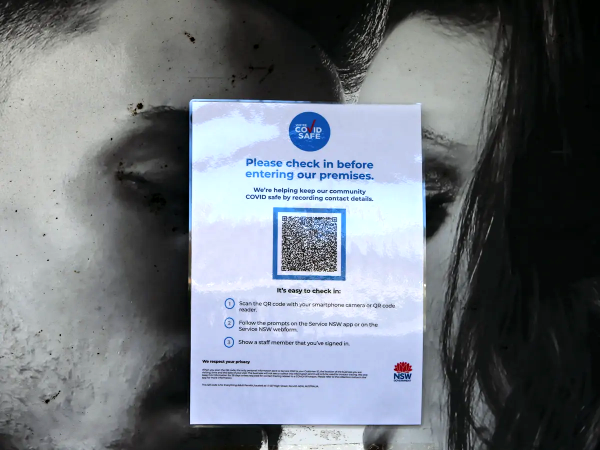 COVID
SAFE
Please check in before
entering our premises.
We're helping keep our community
COVID safe by recording contact details.
It's easy to check in:
1 Scan the QR code with your smartphone camera or QR code
reader.
2 Follow the prompts on the Service NSW app or on the
Service NSW webform.
3 Show a staff member that you've signed in.
We respect your privacy
NSW
GOVERNMENT